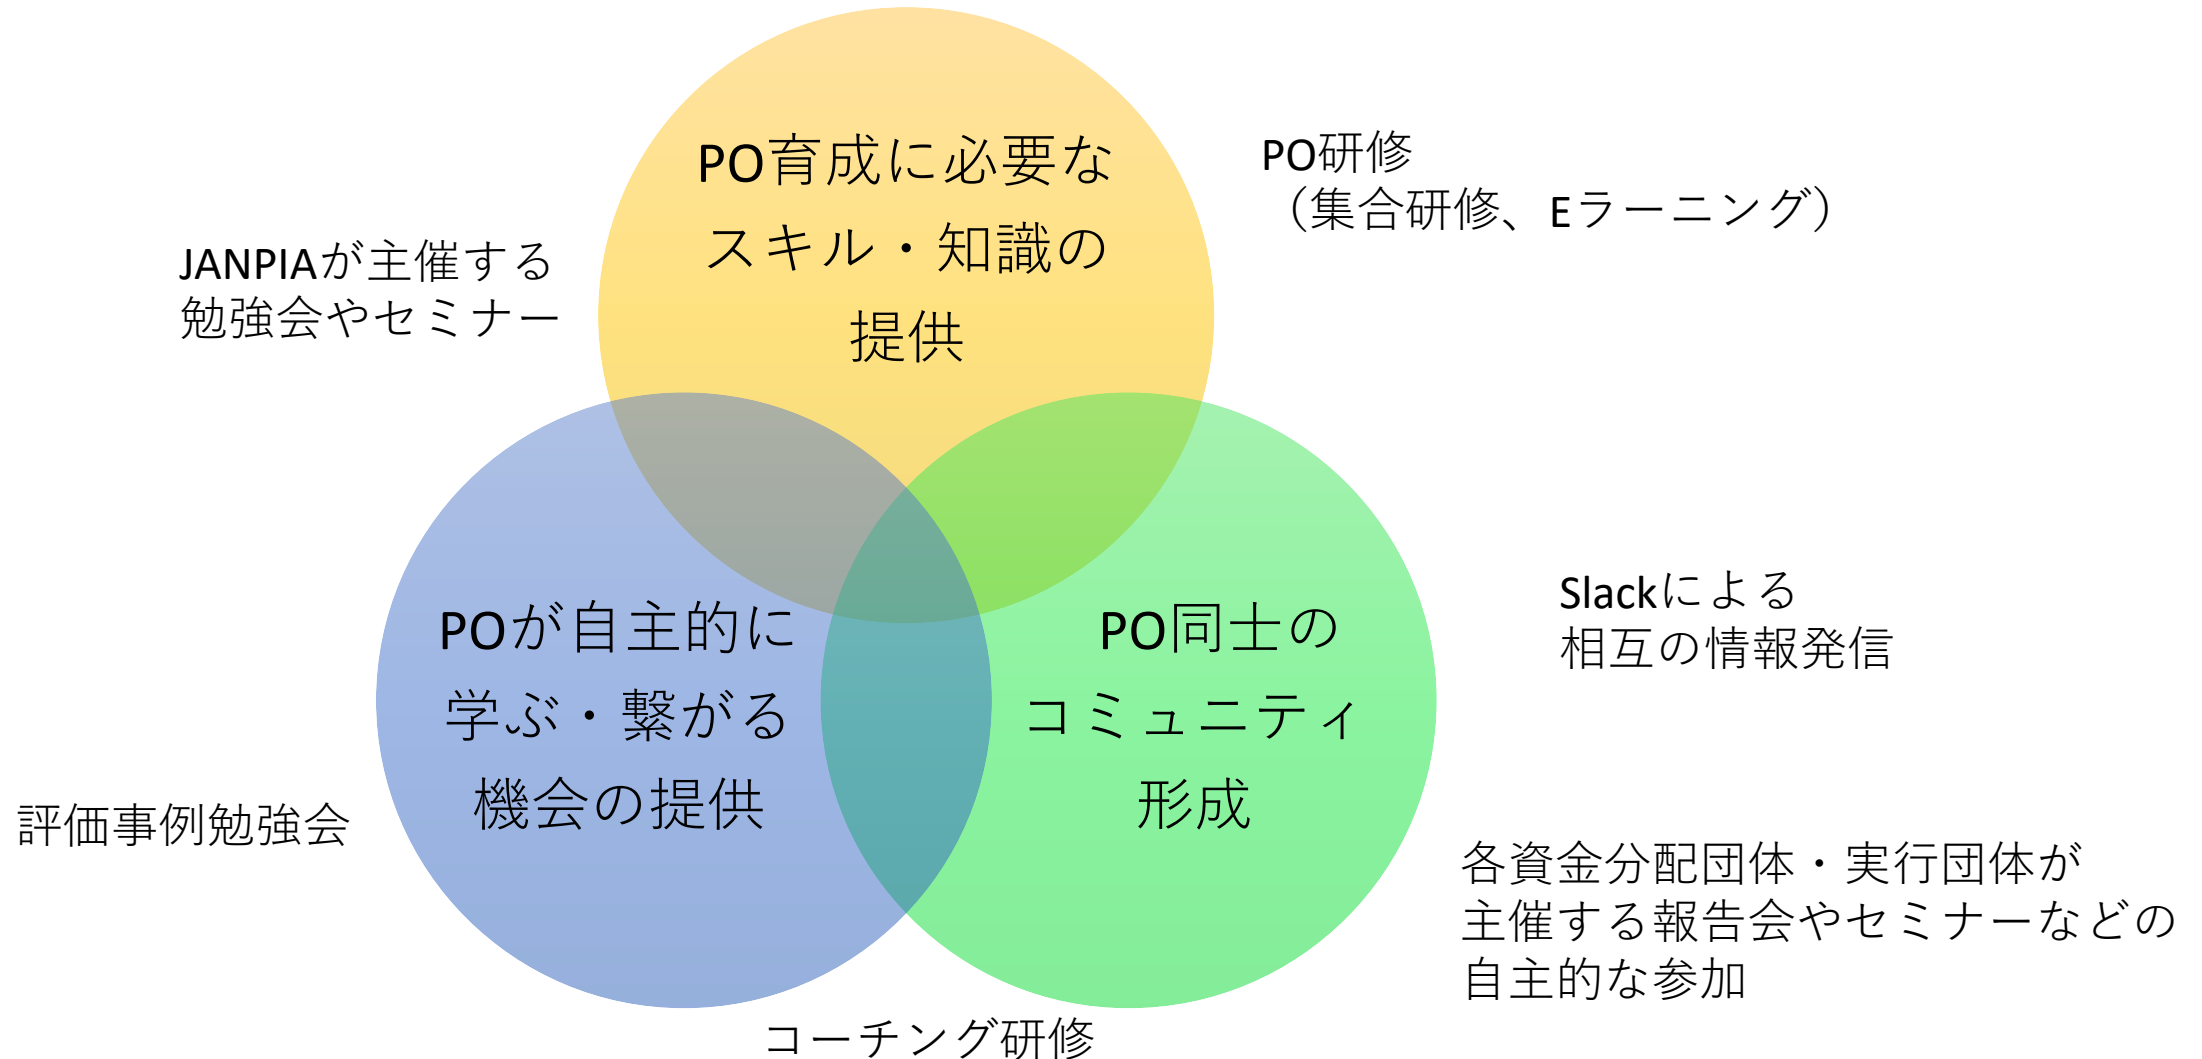 PO育成に必要な
スキル・知識の
提供
PO研修
（集合研修、Eラーニング）
JANPIAが主催する
勉強会やセミナー
POが自主的に
学ぶ・繋がる
機会の提供
PO同士の
コミュニティ
形成
Slackによる
相互の情報発信
評価事例勉強会
各資金分配団体・実行団体が
主催する報告会やセミナーなどの
自主的な参加
コーチング研修